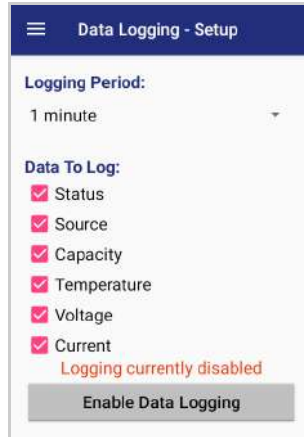 Data Logging - Setup
Logging Period:
1 minute
Data To Log:
Status
Source
Capacity
Temperature
Voltage
Current
Logging currently disabled
Enable Data Logging